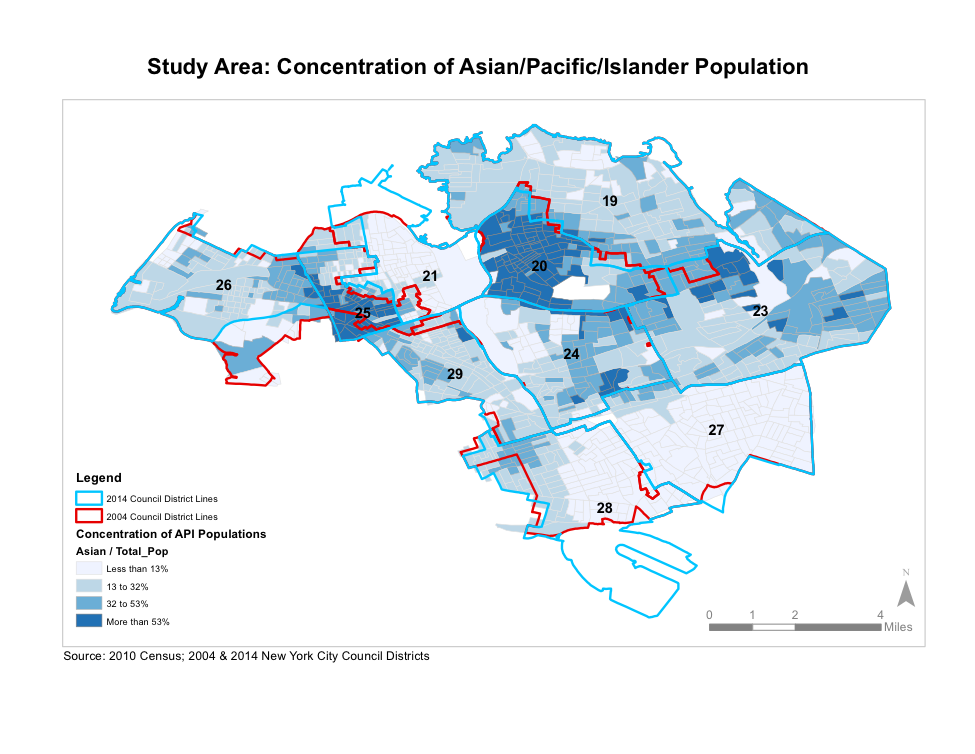 Study Area: Concentration of Asian/Pacific/Islander Population
19
20
21
26
25
23
24
29
27
28
Legend
2014 Council District Lines
2004 Council District Lines
Concentration of API Populations
Asian / Total_Pop
Less than 13%
13 to 32%
32 to 53%
More than 53%
N
0 1 2 4
Miles
Source: 2010 Census; 2004 & 2014 New York City Council Districts